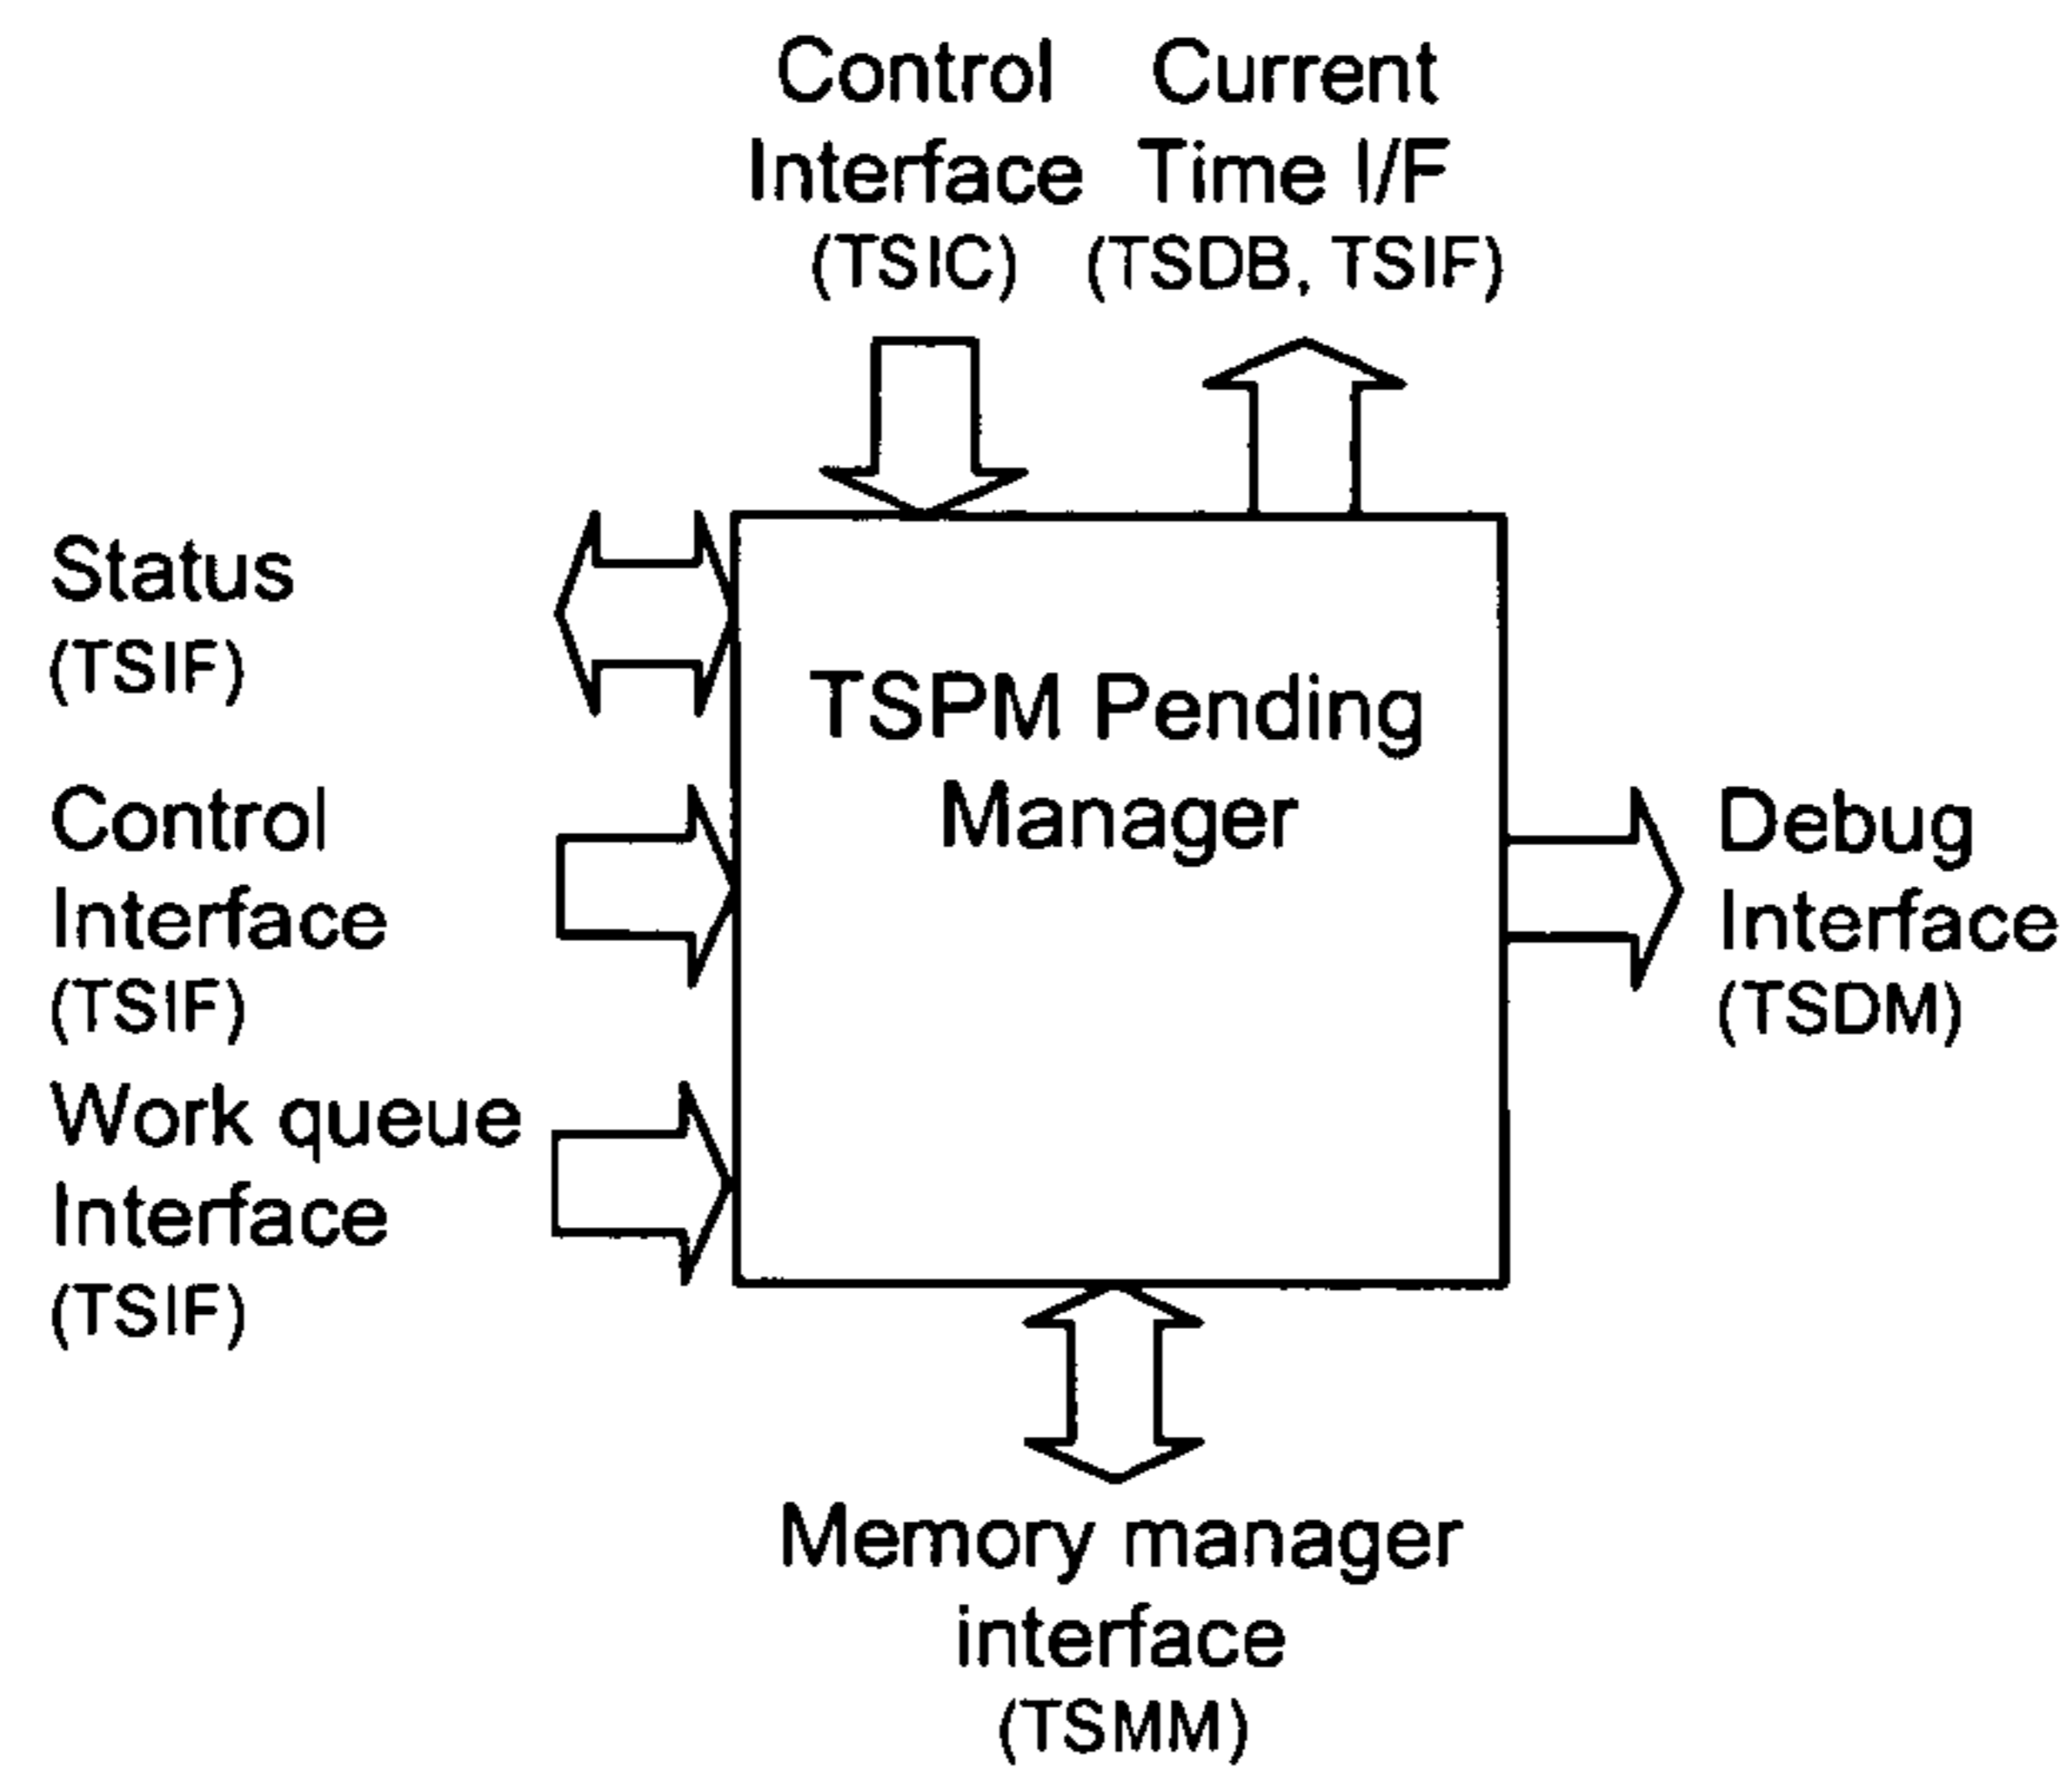 Control
Interface
(TSIC)
Current
Time I/F
(TSDB, TSIF)
Status
(TSIF)
Control
Interface
(TSIF)
Work queue
Interface
(TSIF)
TSPM Pending
Manager
Debug
Interface
(TSDM)
Memory manager
interface
(TSMM)